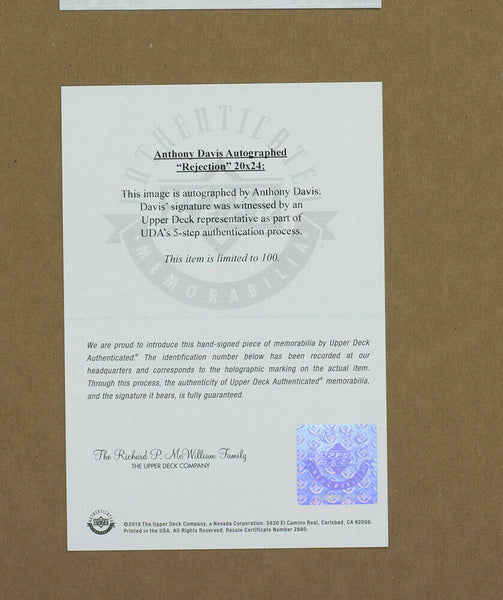 AUTHENTICATED
MEMORABILIA
Anthony Davis Autographed
“Rejection” 20x24:
This image is autographed by Anthony Davis.
Davis’ signature was witnessed by an
Upper Deck representative as part of
UDA’s 5-step authentication process.
This item is limited to 100.
We are proud to introduce this hand-signed piece of memorabilia by Upper Deck
Authenticated.® The identification number below has been recorded at our
headquarters and corresponds to the holographic marking on the actual item.
Through this process, the authenticity of Upper Deck Authenticated® memorabilia,
and the signature it bears, is fully guaranteed.
The Richard P. McWilliam Family
THE UPPER DECK COMPANY
UPPER
DECK
AUTHENTICATED
©2019 The Upper Deck Company, a Nevada Corporation. 5830 El Camino Real, Carlsbad, CA 92008.
Printed in the USA. All Rights Reserved. Resale Certificate Number 2880.